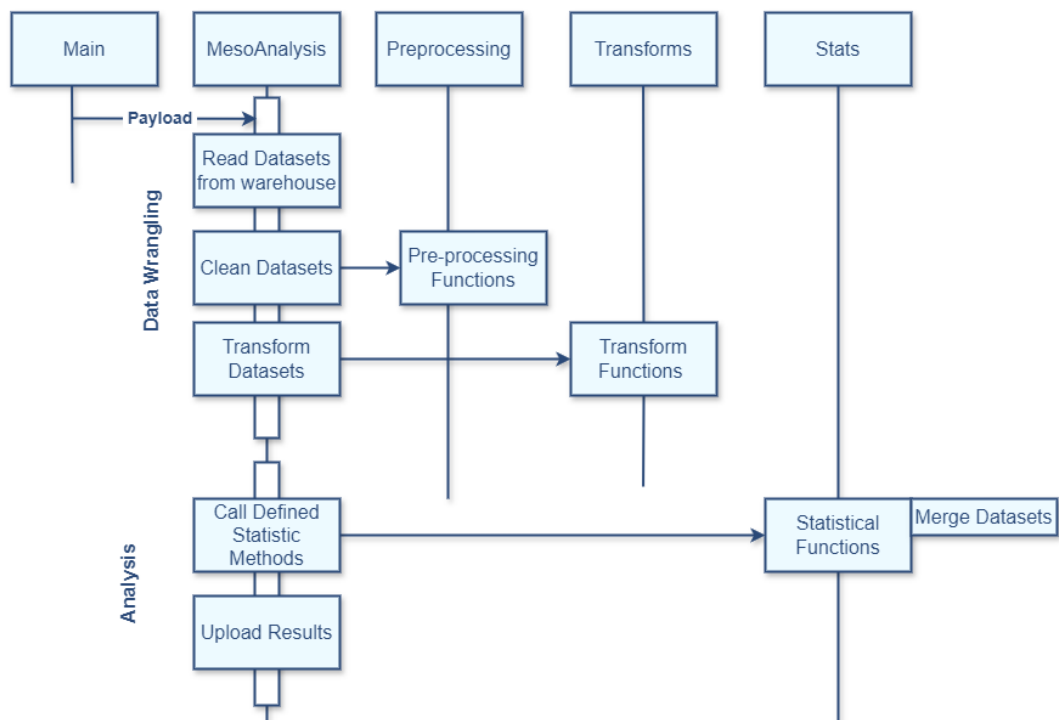 Main
MesoAnalysis
Preprocessing
Transforms
Stats
Payload
Data Wrangling
Read Datasets
from warehouse
Clean Datasets
Pre-processing
Functions
Transform
Datasets
Transform
Functions
Analysis
Call Defined
Statistic
Methods
Statistical
Functions
Merge Datasets
Upload Results